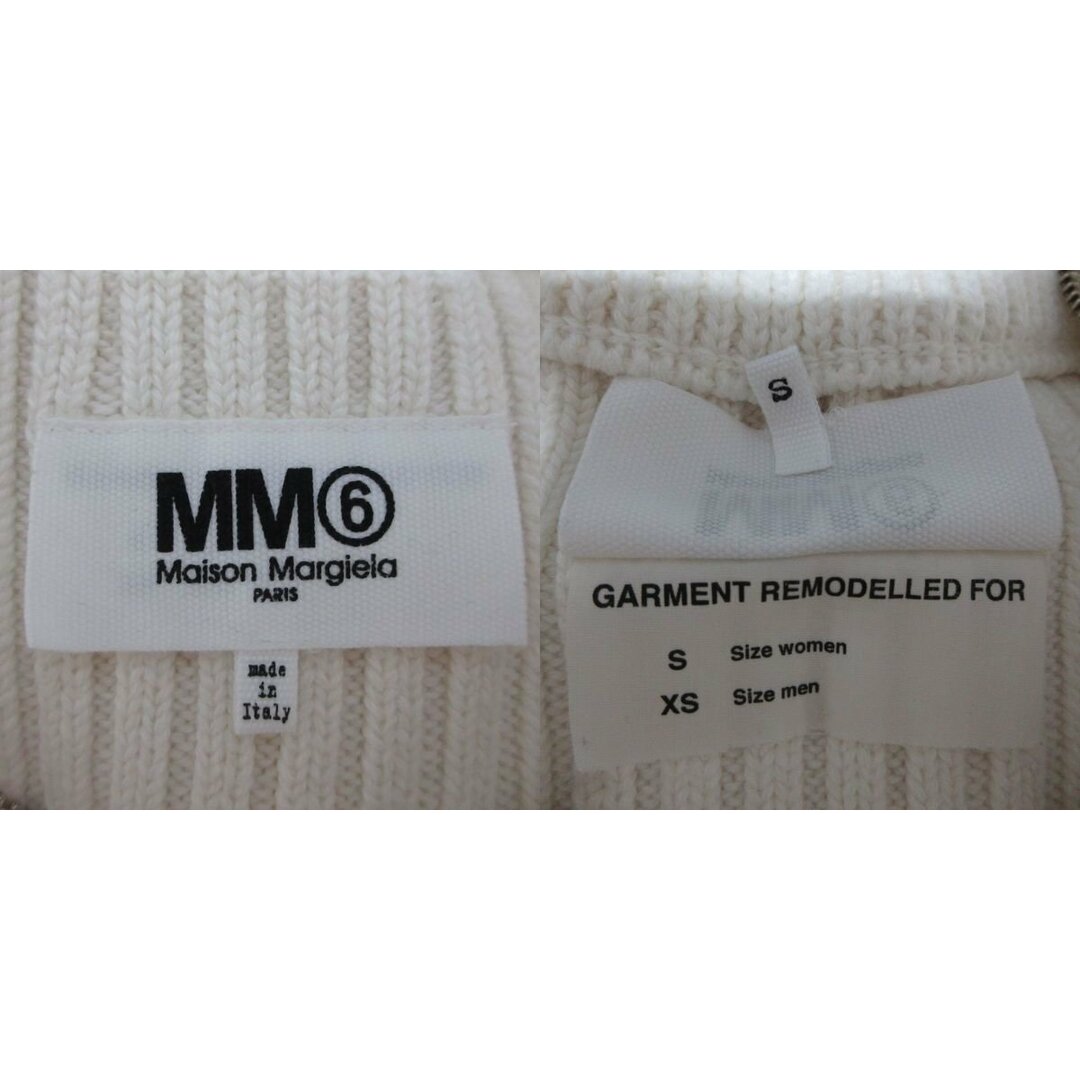 MM⑥
Maison Margiela
PARIS
made
in
Italy
S
GARMENT REMODELLED FOR
S Size women
XS Size men